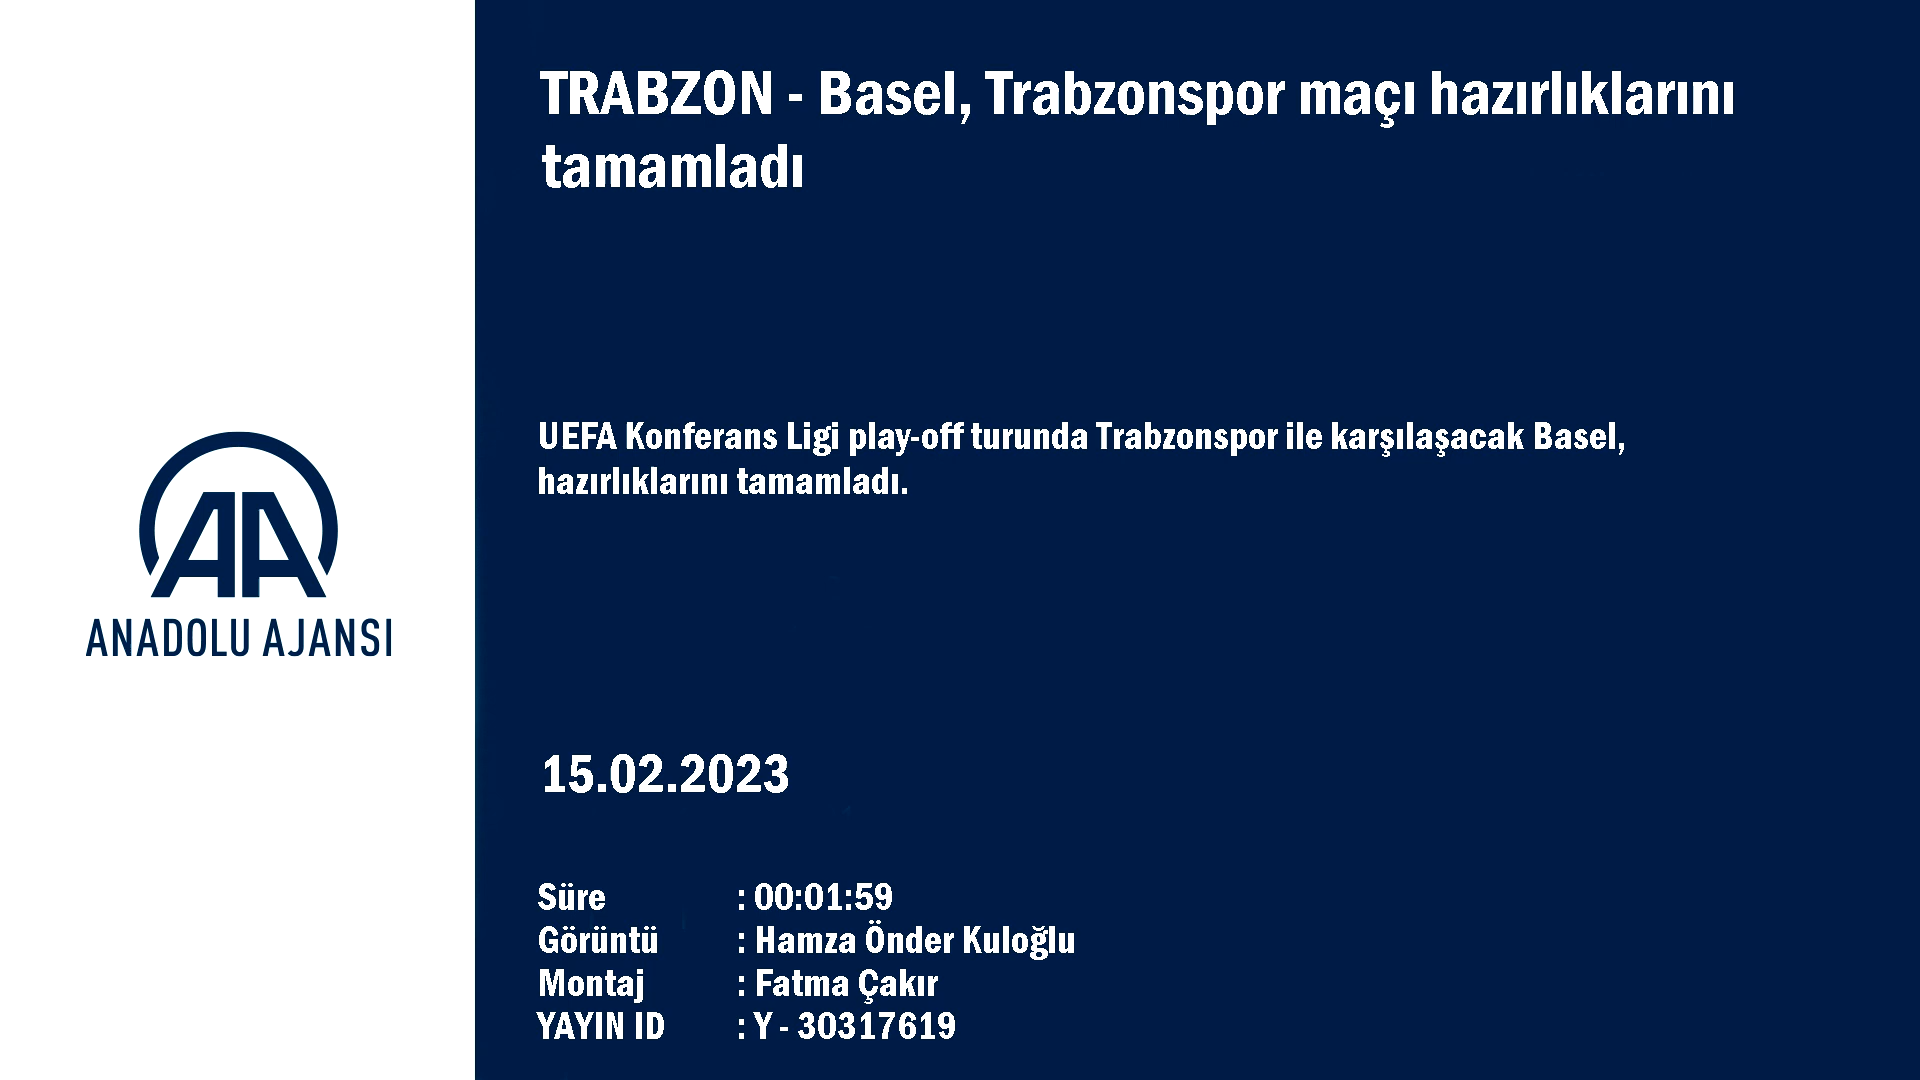 TRABZON - Basel, Trabzonspor maçı hazırlıklarını
tamamladı
UEFA Konferans Ligi play-off turunda Trabzonspor ile karşılaşacak Basel,
hazırlıklarını tamamladı.
AA
ANADOLU AJANSI
15.02.2023
Süre : 00:01:59
Görüntü : Hamza Önder Kuloğlu
Montaj : Fatma Çakır
YAYIN ID : Y - 30317619